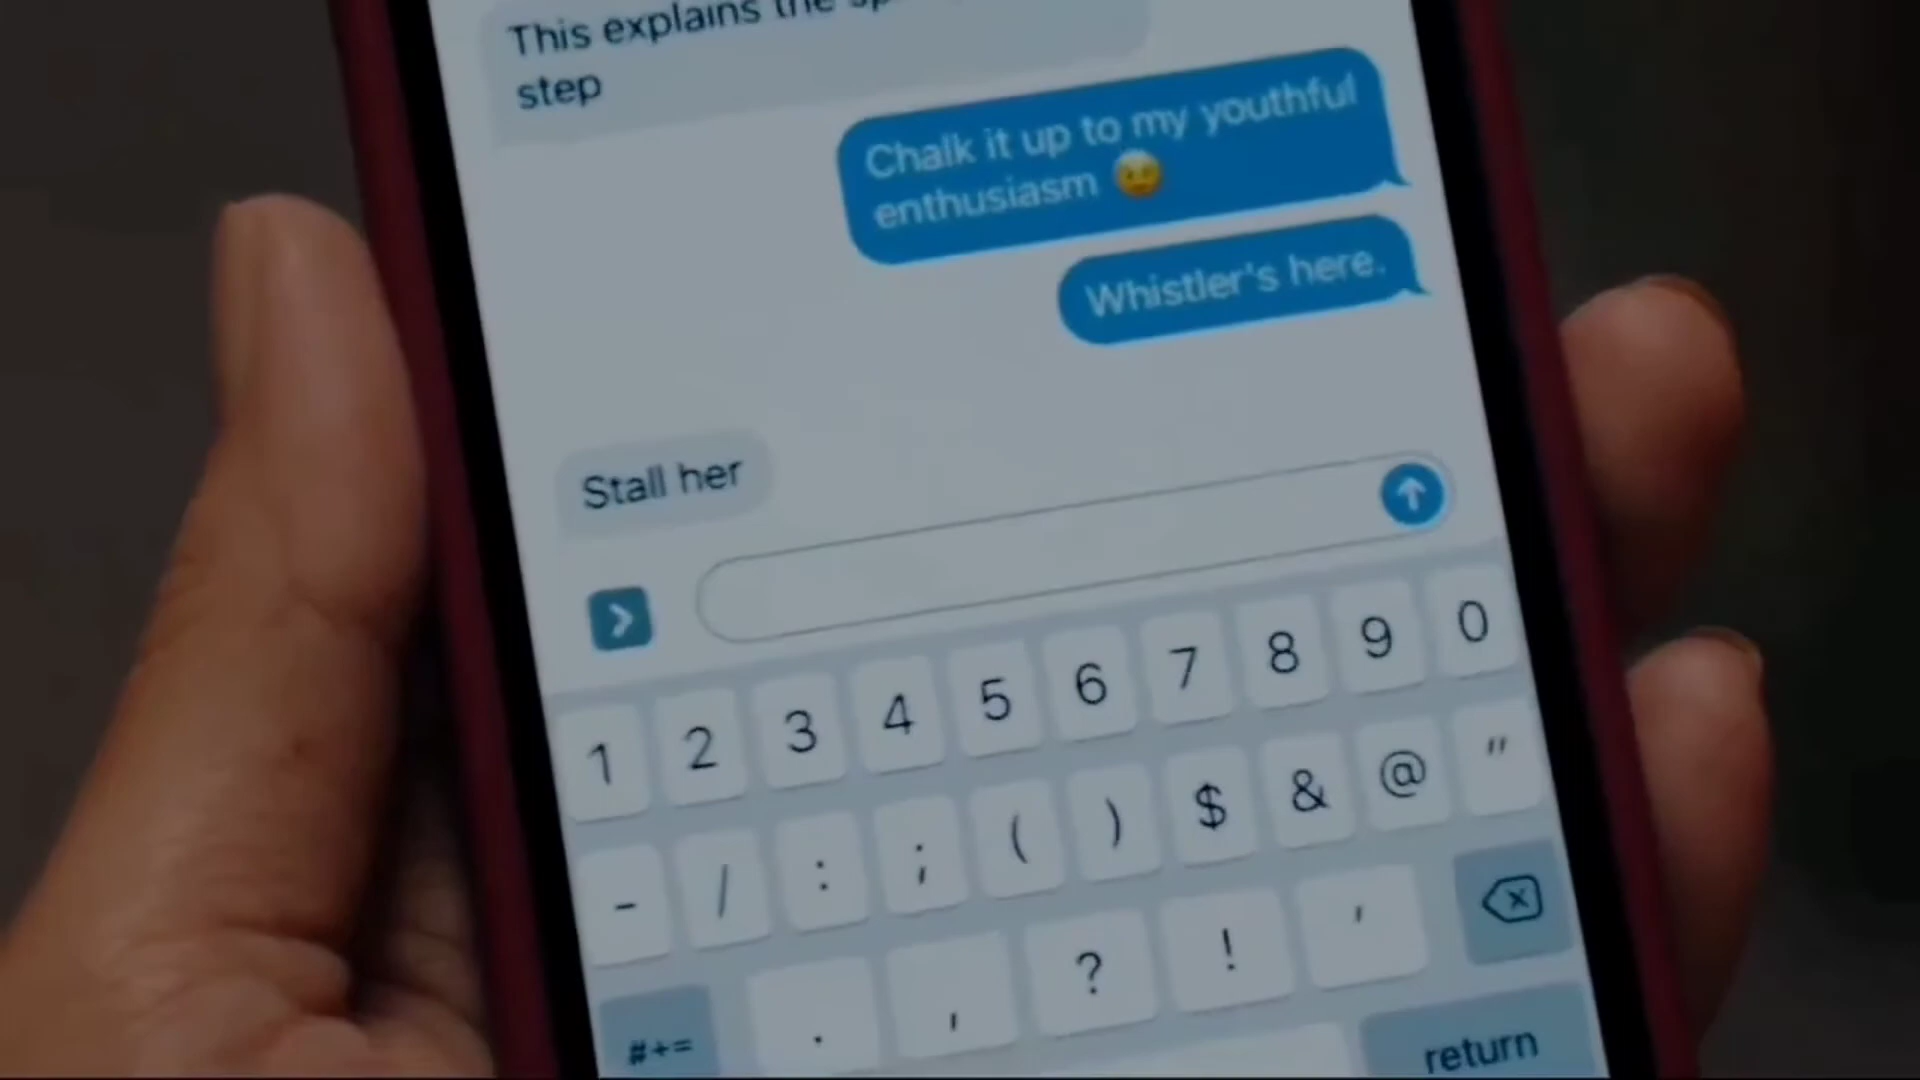 This explains the
step
Chalk it up to my youthful
enthusiasm 🤨
Whistler's here.
Stall her
1 2 3 4 5 6 7 8 9 0
- / : ; ( ) $ & @ "
. , ? ! '
#+=
return